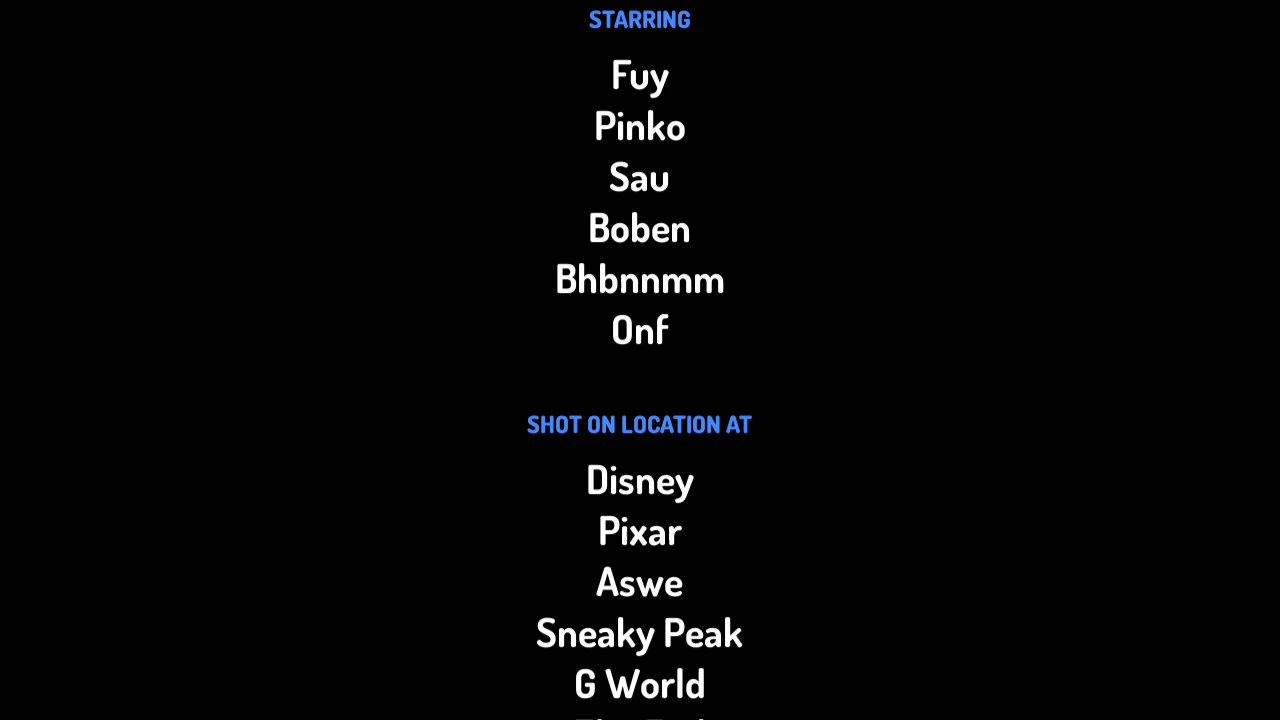 STARRING
Fuy
Pinko
Sau
Boben
Bhbnnmm
Onf
SHOT ON LOCATION AT
Disney
Pixar
Aswe
Sneaky Peak
G World